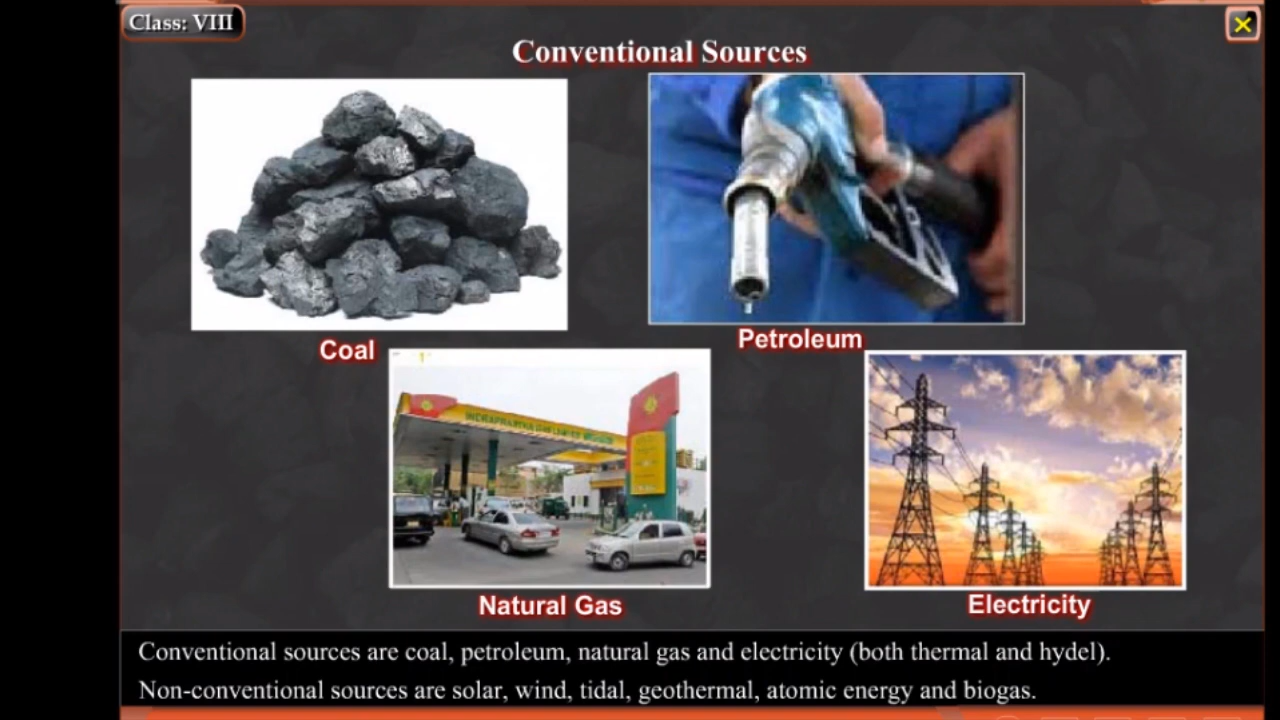 Class: VIII
Conventional Sources
Coal
Petroleum
Natural Gas
Electricity
Conventional sources are coal, petroleum, natural gas and electricity (both thermal and hydel).
Non-conventional sources are solar, wind, tidal, geothermal, atomic energy and biogas.